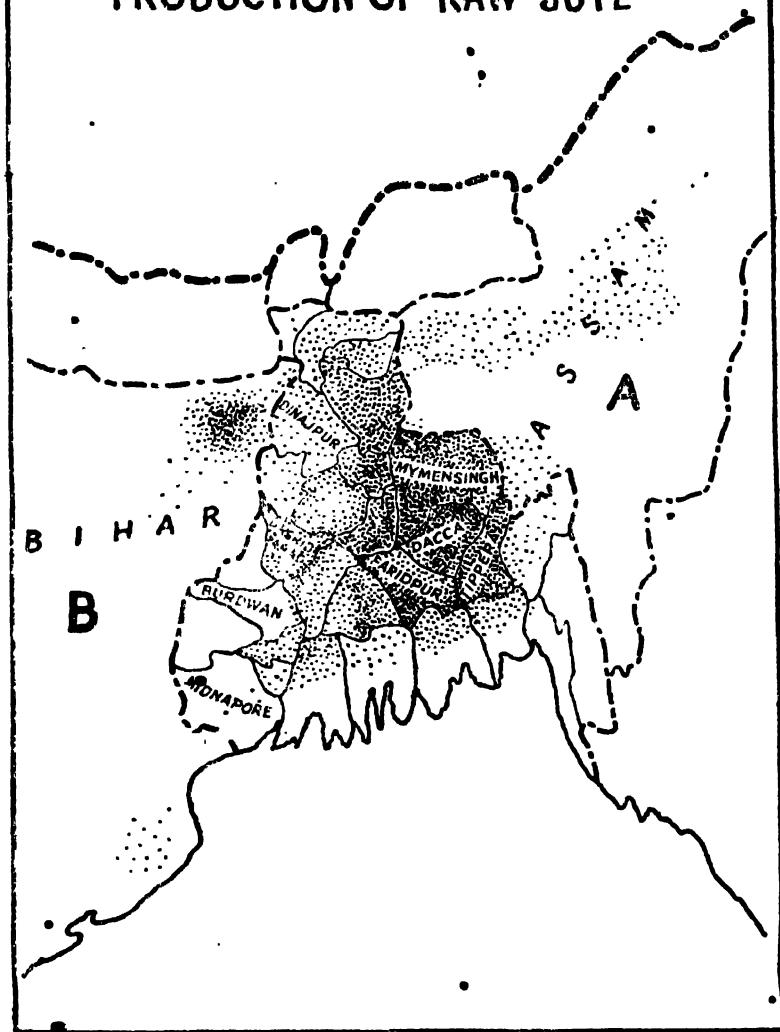 PRODUCTION OF RAW JUTE
ASSAM
A
DINAJPUR
MYMENSINGH
BIHAR
DACCA
FARIDPUR
B
BURDWAN
MIDNAPORE